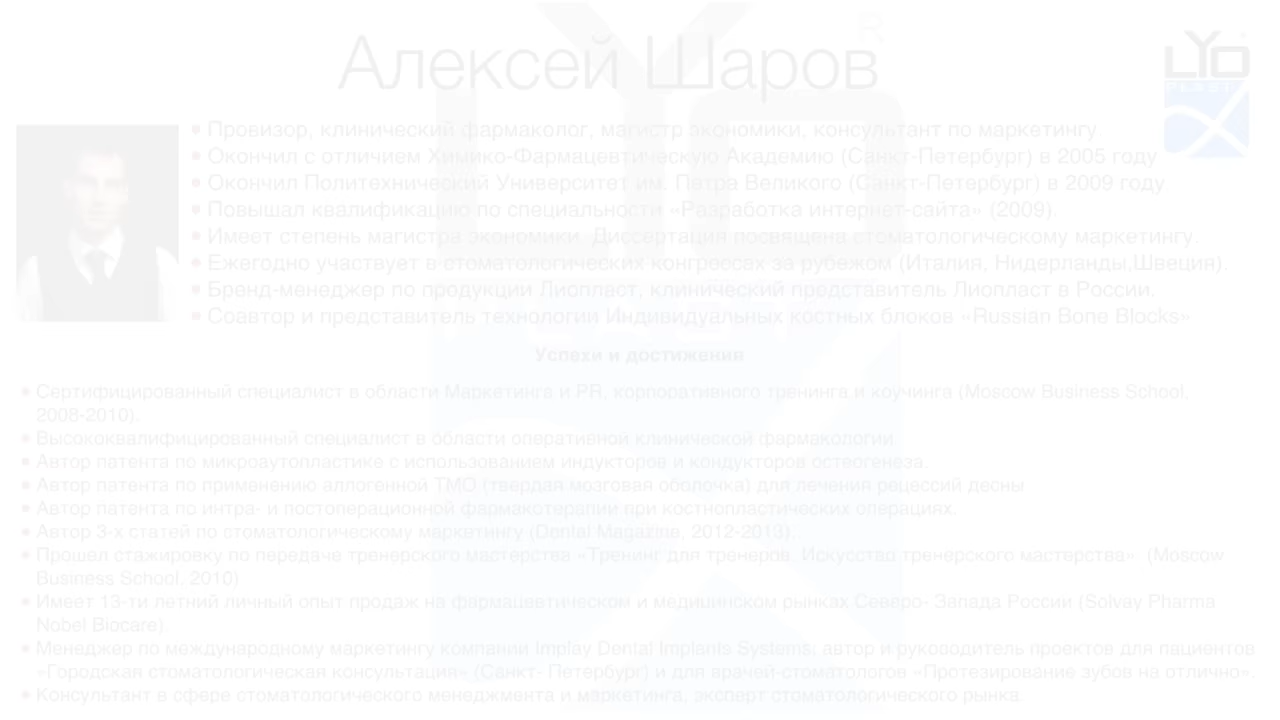 Алексей Шаров
LYO
PLAST
R
• Провизор, клинический фармаколог, магистр экономики, консультант по маркетингу
• Окончил с отличием Химико-Фармацевтическую Академию (Санкт-Петербург) в 2005 году
• Окончил Политехнический Университет им. Петра Великого (Санкт-Петербург) в 2009 году
• Повышал квалификацию по специальности «Разработка интернет-сайта» (2009).
• Имеет степень магистра экономики. Диссертация посвящена стоматологическому маркетингу.
• Ежегодно участвует в стоматологических конгрессах за рубежом (Италия, Нидерланды,Швеция).
• Бренд-менеджер по продукции Лиопласт, клинический представитель Лиопласт в России.
• Соавтор и представитель технологии Индивидуальных костных блоков «Russian Bone Blocks»
Успехи и достижения
• Сертифицированный специалист в области Маркетинга и PR, корпоративного тренинга и коучинга (Moscow Business School,
2008-2010).
• Высококвалифицированный специалист в области оперативной клинической фармакологии
• Автор патента по микроаутопластике с использованием индукторов и кондукторов остеогенеза.
• Автор патента по применению аллогенной ТМО (твердая мозговая оболочка) для лечения рецессий десны
• Автор патента по интра- и постоперационной фармакотерапии при костнопластических операциях.
• Автор 3-х статей по стоматологическому маркетингу (Dental Magazine, 2012-2013).
• Прошел стажировку по передаче тренерского мастерства «Тренинг для тренеров. Искусство тренерского мастерства». (Moscow
Business School, 2010)
• Имеет 13-ти летний личный опыт продаж на фармацевтическом и медицинском рынках Северо- Запада России (Solvay Pharma
Nobel Biocare)
• Менеджер по международному маркетингу компании Implay Dental Implants Systems; автор и руководитель проектов для пациентов
«Городская стоматологическая консультация» (Санкт- Петербург) и для врачей-стоматологов «Протезирование зубов на отлично».
• Консультант в сфере стоматологического менеджмента и маркетинга, эксперт стоматологического рынка.